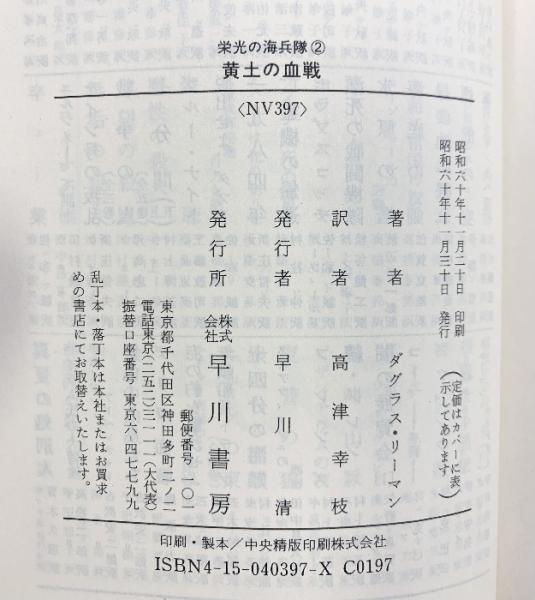 栄光の海兵隊②
黄土の血戦
〈NV397〉
昭和六十年十一月二十日 印刷
昭和六十年十一月三十日 発行
(定価はカバーに表
示してあります)
著者 ダグラス・リーマン
訳者 高津幸枝
発行者 早川清
発行所 株式会社 早川書房
郵便番号 一〇一
東京都千代田区神田多町二ノ二
電話東京(二五二)三一一一(大代表)
振替口座番号 東京六-四七七九九
乱丁本・落丁本は本社またはお買求
めの書店にてお取替えいたします。
印刷・製本/中央精版印刷株式会社
ISBN4-15-040397-X C0197